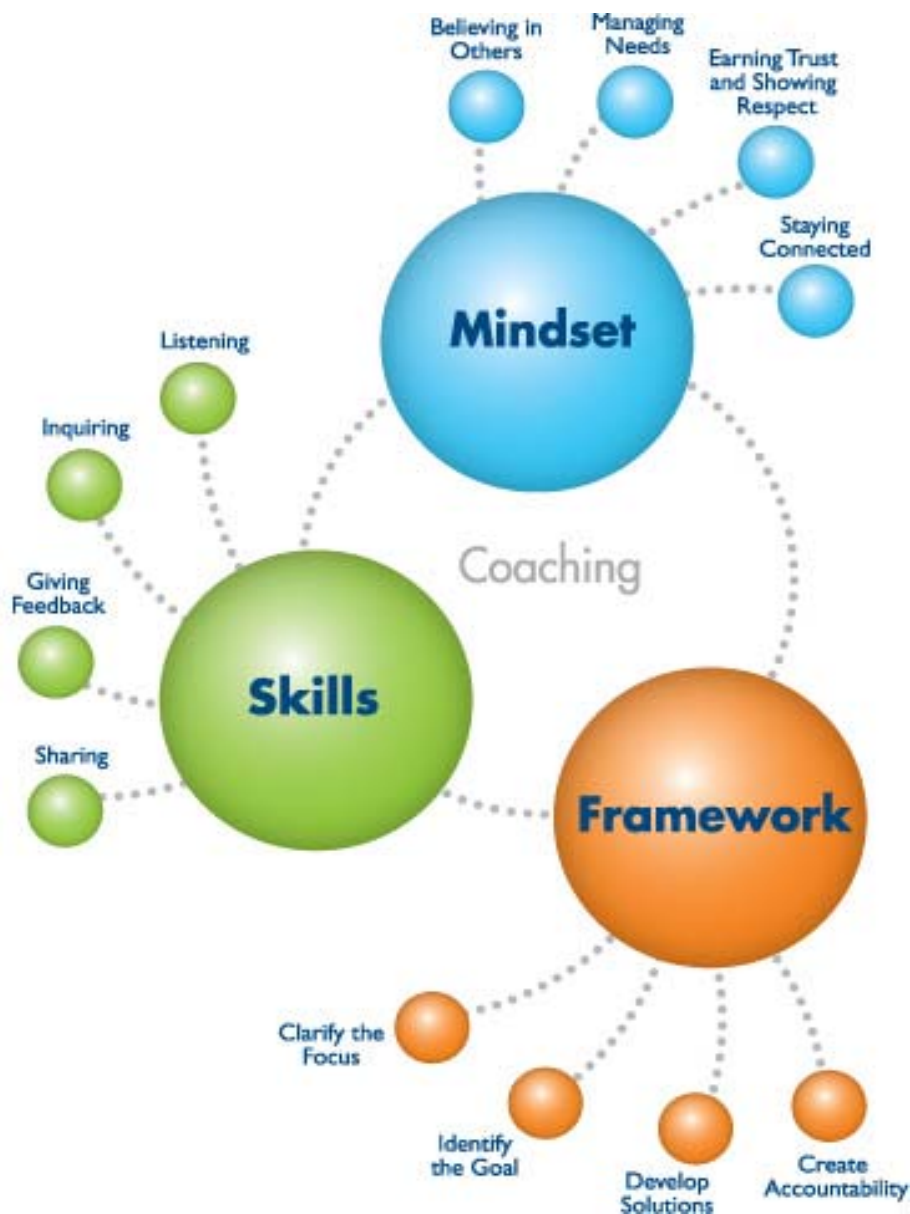 Believing in
Others
Managing
Needs
Earning Trust
and Showing
Respect
Staying
Connected
Mindset
Listening
Inquiring
Giving
Feedback
Sharing
Coaching
Skills
Framework
Clarify the
Focus
Identify
the Goal
Develop
Solutions
Create
Accountability